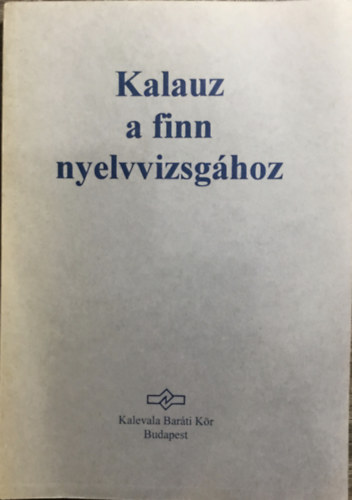 Kalauz
a finn
nyelvvizsgához
Kalevala Baráti Kör
Budapest